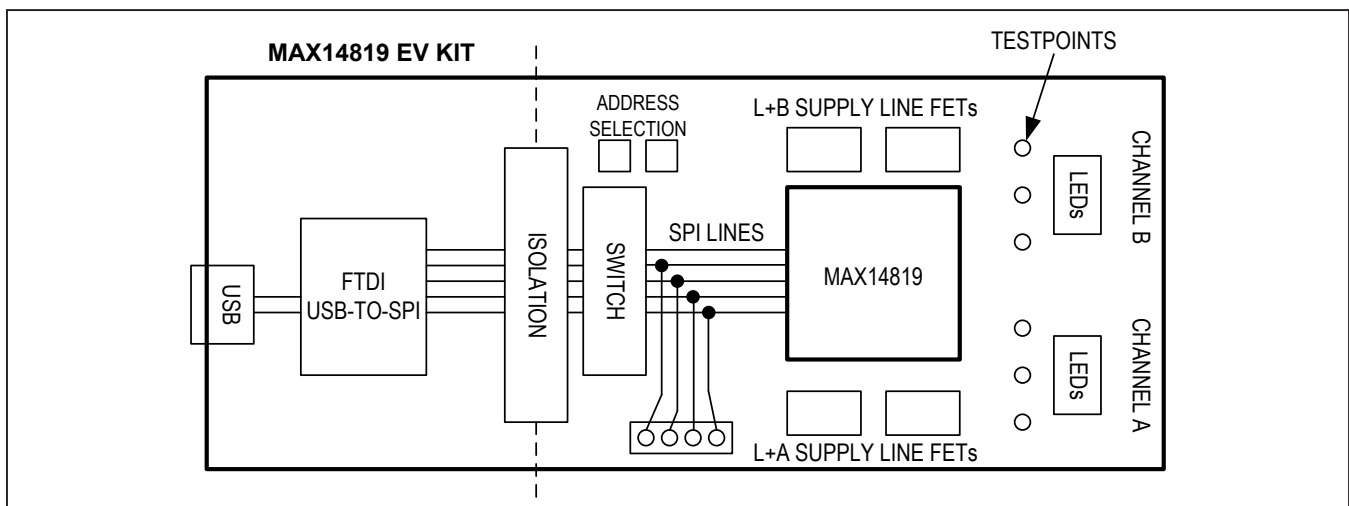 TESTPOINTS
MAX14819 EV KIT
ADDRESS
SELECTION
L+B SUPPLY LINE FETs
CHANNEL B
LEDs
SPI LINES
ISOLATION
SWITCH
MAX14819
FTDI
USB-TO-SPI
USB
CHANNEL A
LEDs
L+A SUPPLY LINE FETs